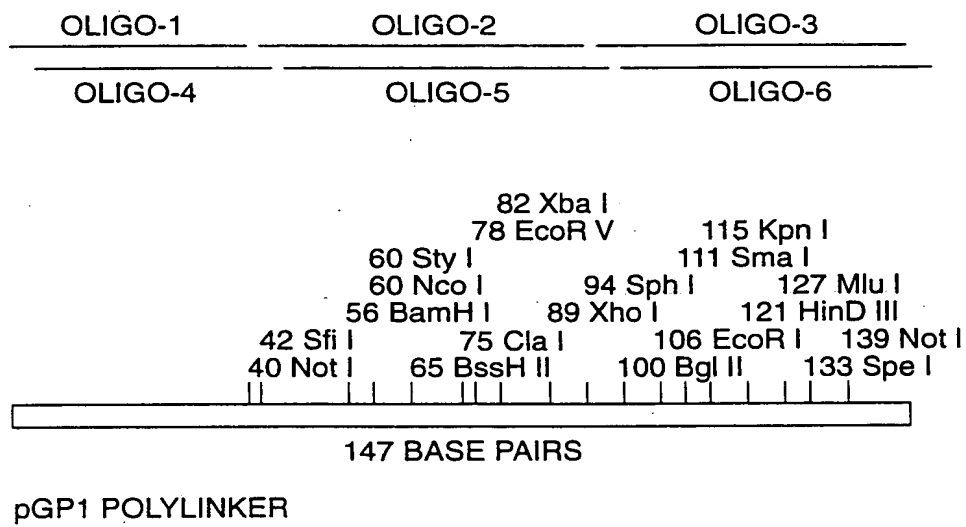 OLIGO-1 OLIGO-2 OLIGO-3
OLIGO-4 OLIGO-5 OLIGO-6
82 Xba I
78 EcoR V 115 Kpn I
60 Sty I 111 Sma I
60 Nco I 94 Sph I 127 Mlu I
56 BamH I 89 Xho I 121 HinD III
42 Sfi I 75 Cla I 106 EcoR I 139 Not I
40 Not I 65 BssH II 100 Bgl II 133 Spe I
147 BASE PAIRS
pGP1 POLYLINKER